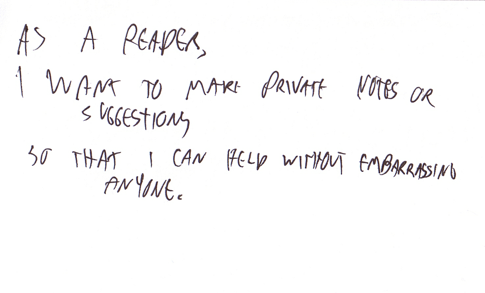 AS A READER,
I WANT TO MAKE PRIVATE NOTES OR
SUGGESTIONS
SO THAT I CAN HELP WITHOUT EMBARRASSING
ANYONE.